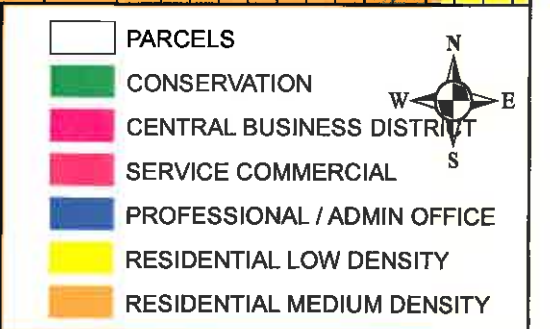 PARCELS
N
CONSERVATION
W E
CENTRAL BUSINESS DISTRICT
S
SERVICE COMMERCIAL
PROFESSIONAL / ADMIN OFFICE
RESIDENTIAL LOW DENSITY
RESIDENTIAL MEDIUM DENSITY